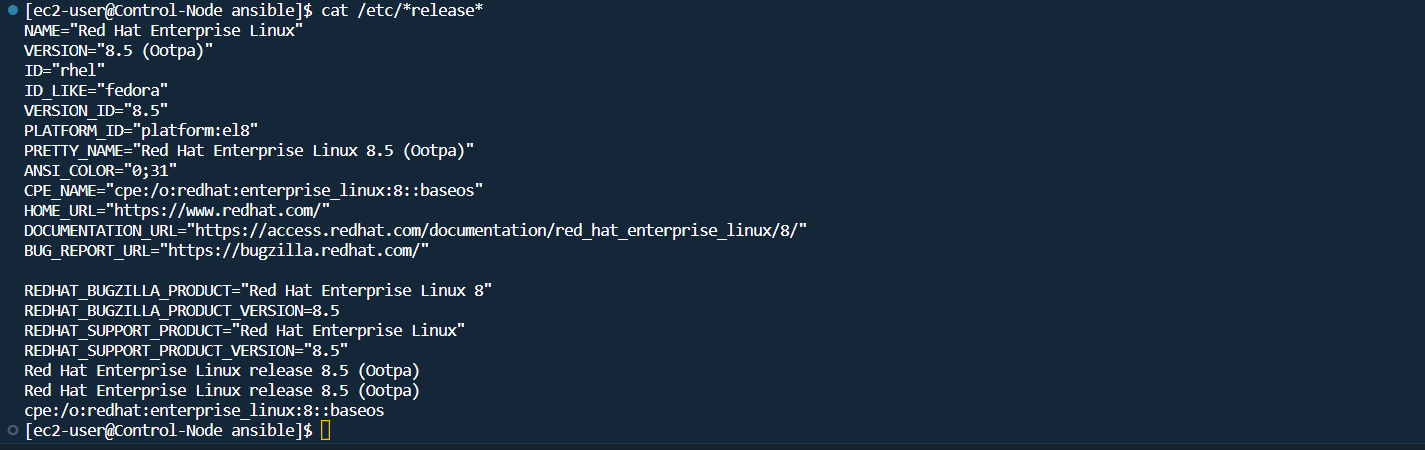 [ec2-user@Control-Node ansible]$ cat /etc/*release*
NAME="Red Hat Enterprise Linux"
VERSION="8.5 (Ootpa)"
ID="rhel"
ID_LIKE="fedora"
VERSION_ID="8.5"
PLATFORM_ID="platform:el8"
PRETTY_NAME="Red Hat Enterprise Linux 8.5 (Ootpa)"
ANSI_COLOR="0;31"
CPE_NAME="cpe:/o:redhat:enterprise_linux:8::baseos"
HOME_URL="https://www.redhat.com/"
DOCUMENTATION_URL="https://access.redhat.com/documentation/red_hat_enterprise_linux/8/"
BUG_REPORT_URL="https://bugzilla.redhat.com/"

REDHAT_BUGZILLA_PRODUCT="Red Hat Enterprise Linux 8"
REDHAT_BUGZILLA_PRODUCT_VERSION=8.5
REDHAT_SUPPORT_PRODUCT="Red Hat Enterprise Linux"
REDHAT_SUPPORT_PRODUCT_VERSION="8.5"
Red Hat Enterprise Linux release 8.5 (Ootpa)
Red Hat Enterprise Linux release 8.5 (Ootpa)
cpe:/o:redhat:enterprise_linux:8::baseos
[ec2-user@Control-Node ansible]$